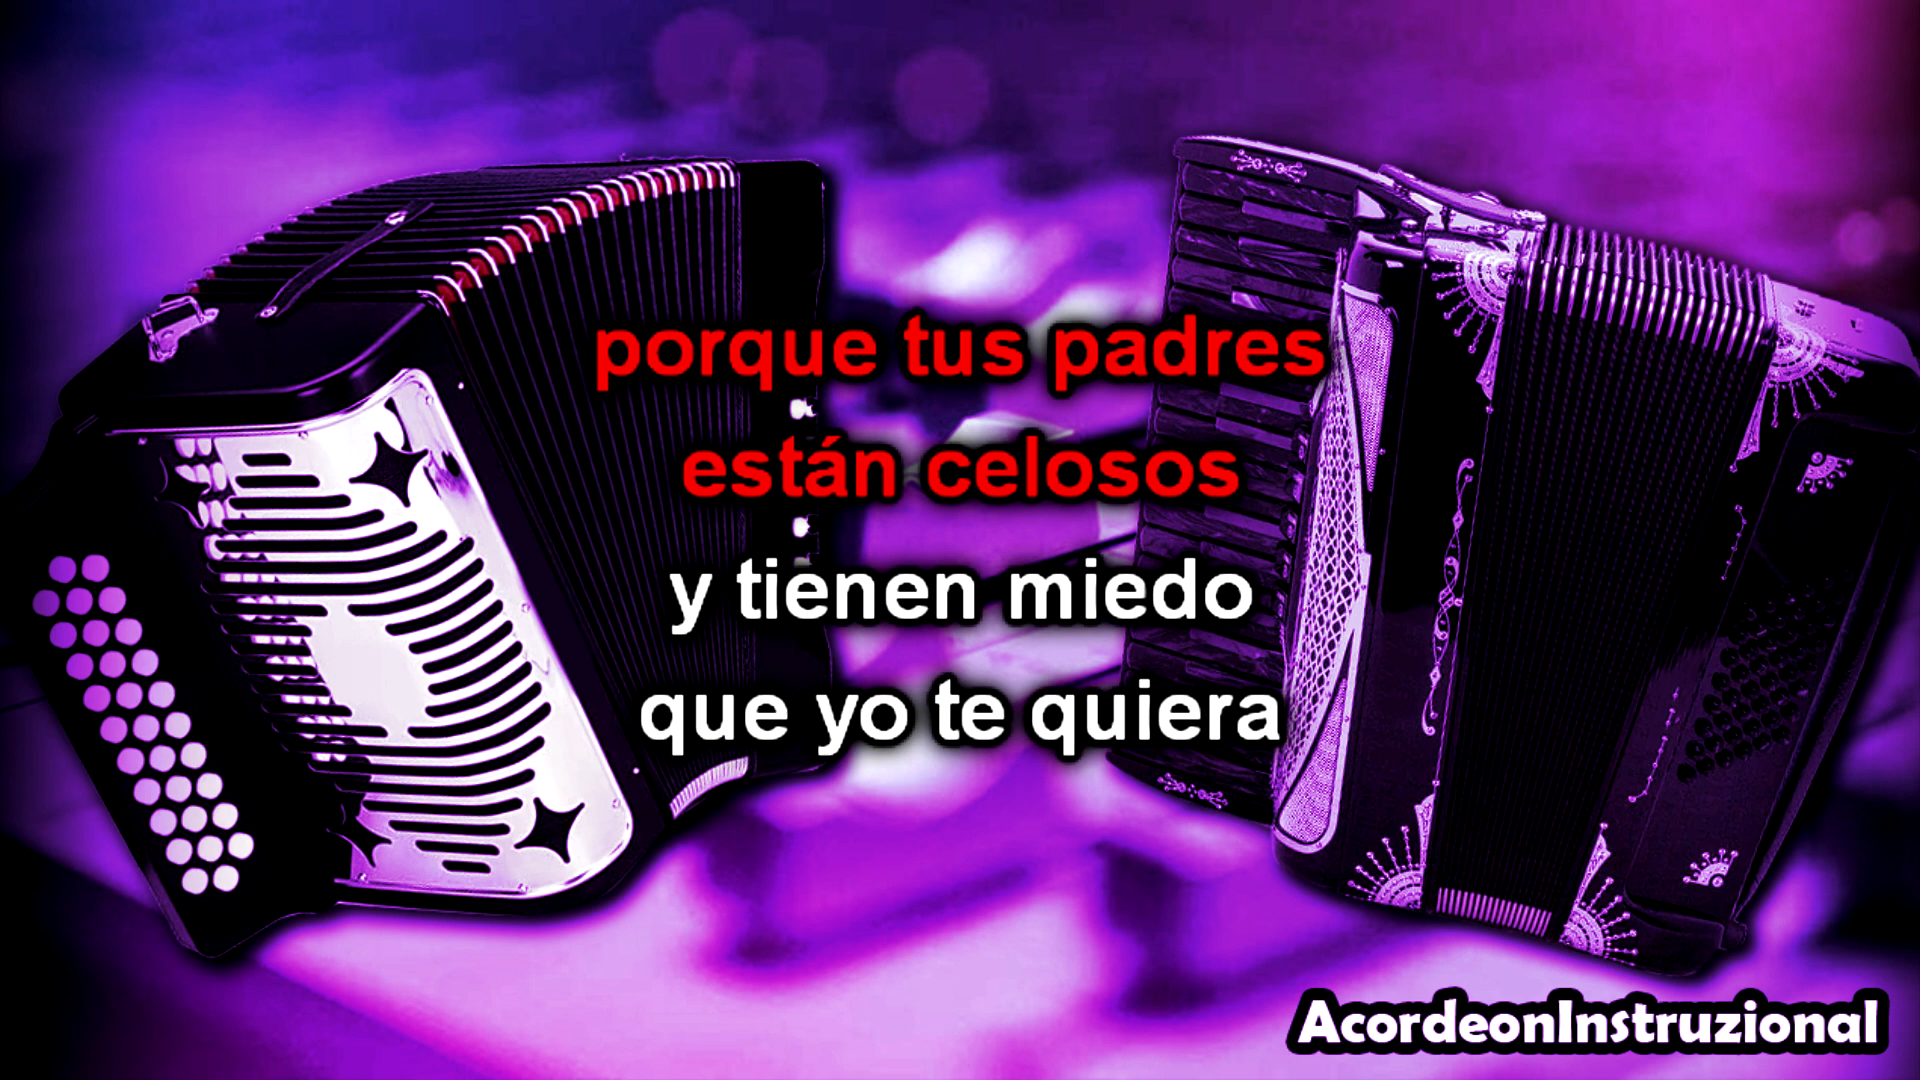 porque tus padres
están celosos
y tienen miedo
que yo te quiera
AcordeonInstruzional